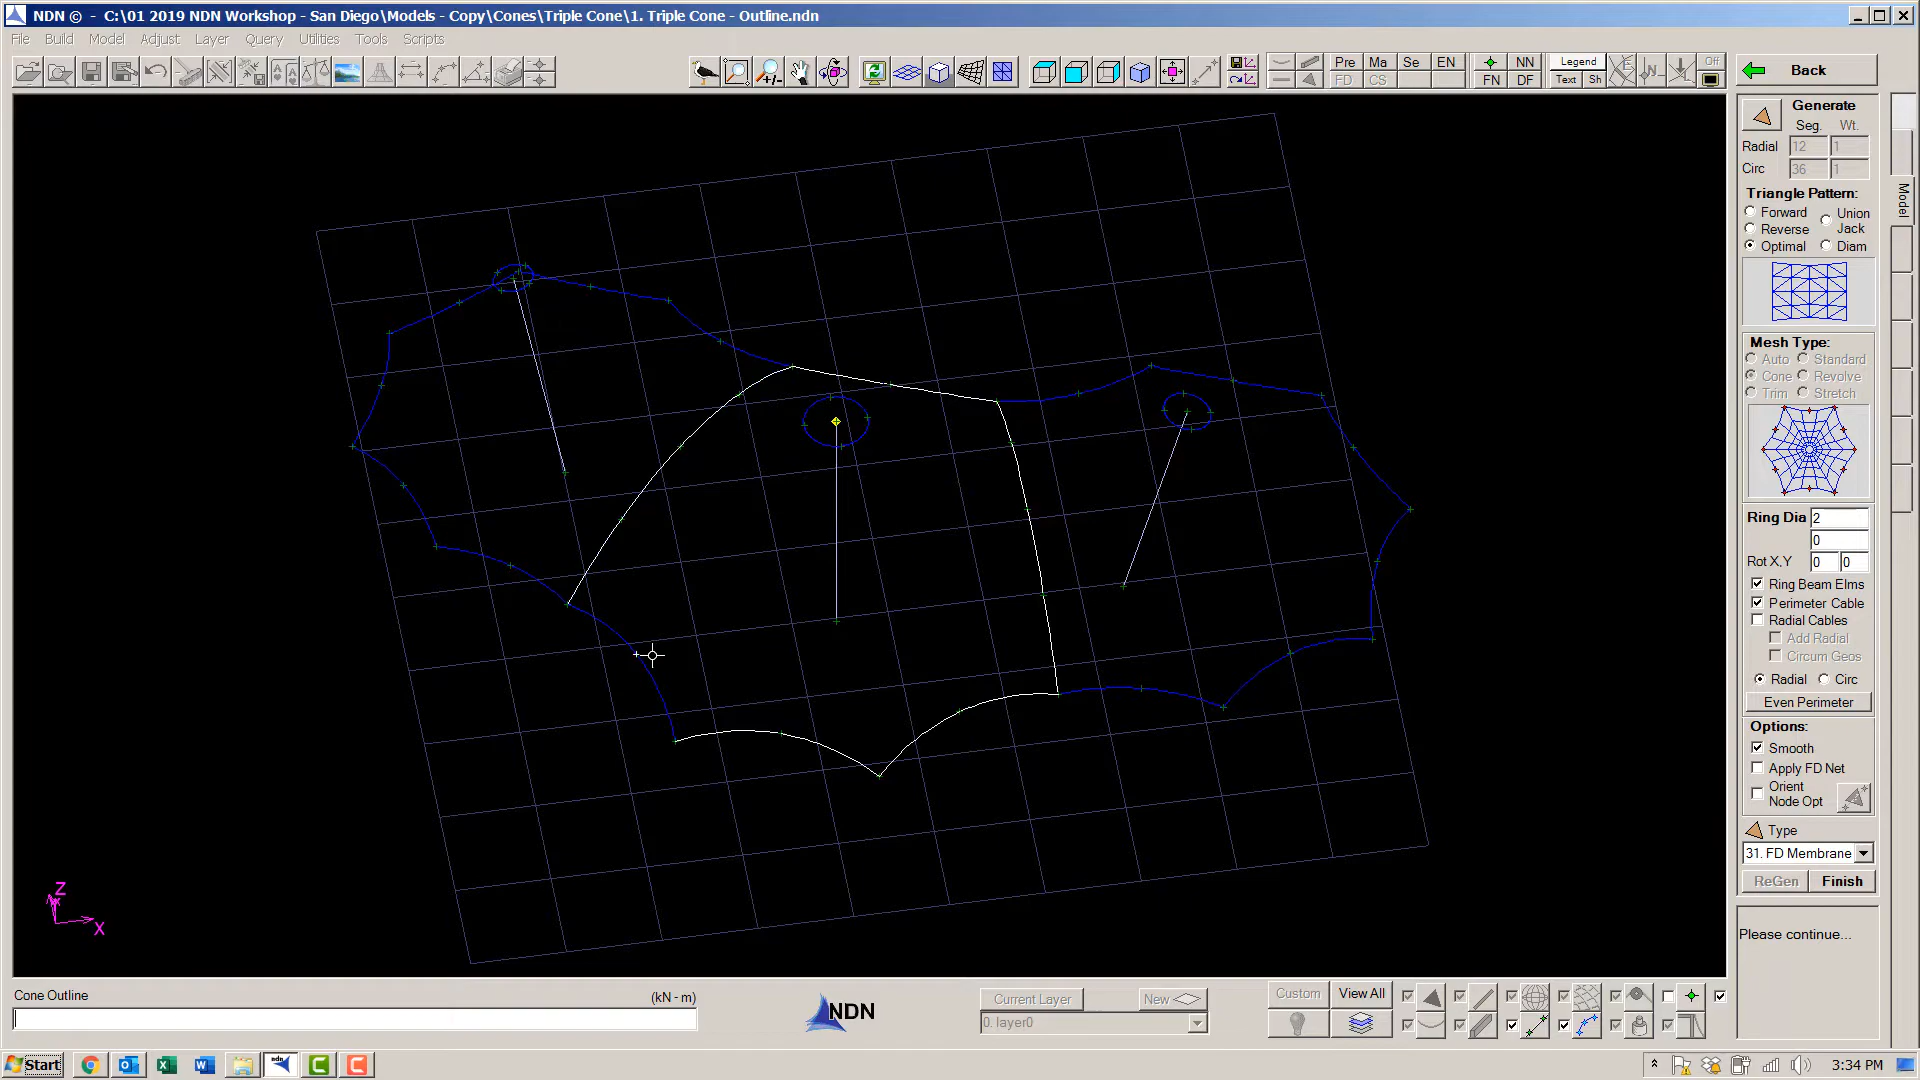 NDN © - C:\01 2019 NDN Workshop - San Diego\Models - Copy\Cones\Triple Cone\1. Triple Cone - Outline.ndn
File Build Model Adjust Layer Query Utilities Tools Scripts
Pre Ma Se EN
FD CS
NN
FN DF
Legend
Text Sh
Off
Back
Generate
Seg. Wt.
Radial 12 1
Circ 36 1
Triangle Pattern:
Forward
Reverse
Optimal
Union Jack
Diam
Mesh Type:
Auto Standard
Cone Revolve
Trim Stretch
Ring Dia 2
0
Rot X,Y 0 0
Ring Beam Elms
Perimeter Cable
Radial Cables
Add Radial
Circum Geos
Radial Circ
Even Perimeter
Options:
Smooth
Apply FD Net
Orient
Node Opt
Type
31. FD Membrane
ReGen Finish
Please continue...
Model
Z
X
Cone Outline (kN - m)
NDN
Current Layer New
0. layer0
Custom View All
Start
3:34 PM